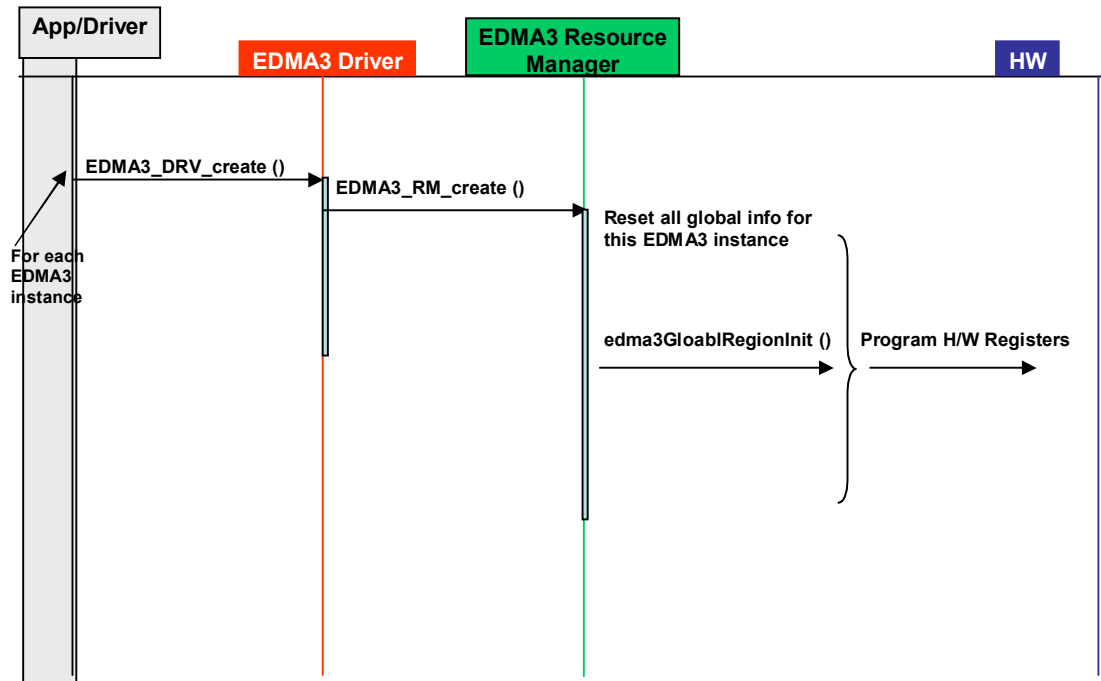 App/Driver
EDMA3 Driver
EDMA3 Resource
Manager
HW
EDMA3_DRV_create ()
EDMA3_RM_create ()
For each
EDMA3
instance
Reset all global info for
this EDMA3 instance
edma3GloablRegionInit ()
Program H/W Registers